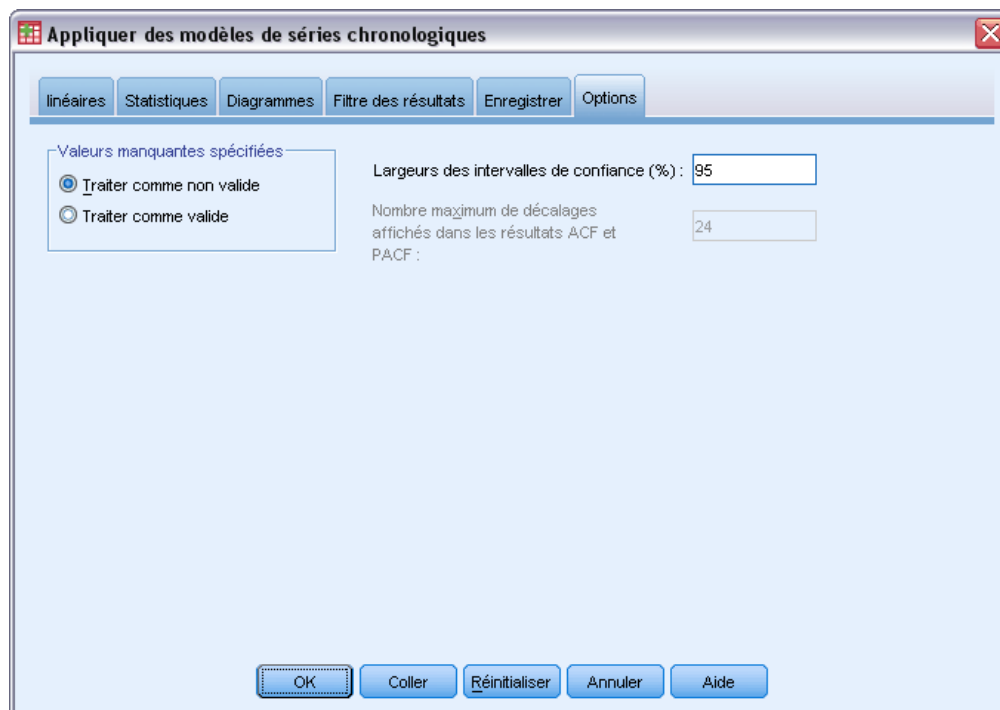 Appliquer des modèles de séries chronologiques
linéaires Statistiques Diagrammes Filtre des résultats Enregistrer Options
Valeurs manquantes spécifiées
Traiter comme non valide
Traiter comme valide
Largeurs des intervalles de confiance (%) : 95
Nombre maximum de décalages
affichés dans les résultats ACF et
PACF :
24
OK Coller Réinitialiser Annuler Aide